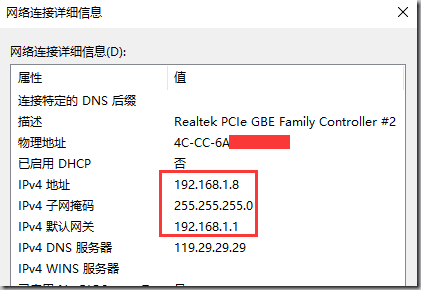 网络连接详细信息
网络连接详细信息(D):
属性 值
连接特定的 DNS 后缀
描述 Realtek PCIe GBE Family Controller #2
物理地址 4C-CC-6A
已启用 DHCP 否
IPv4 地址 192.168.1.8
IPv4 子网掩码 255.255.255.0
IPv4 默认网关 192.168.1.1
IPv4 DNS 服务器 119.29.29.29
IPv4 WINS 服务器